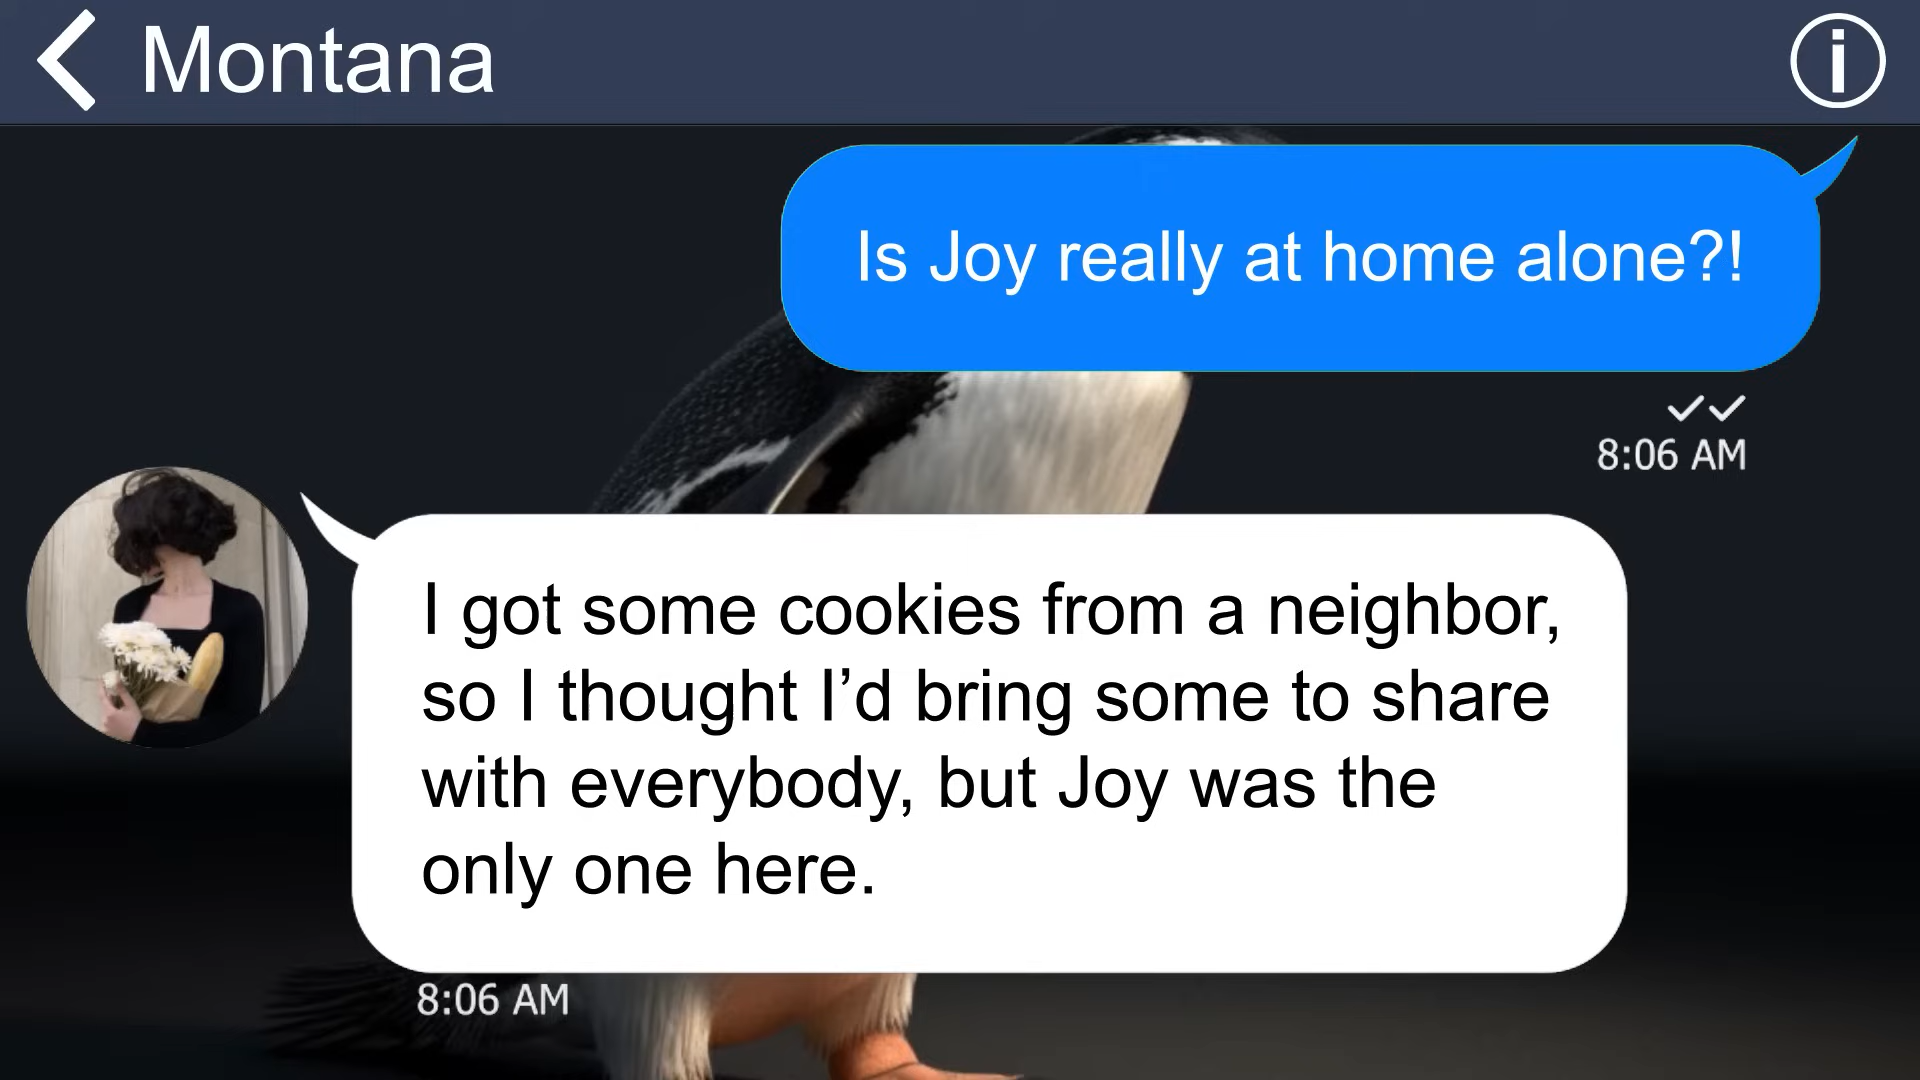 Montana
Is Joy really at home alone?!
8:06 AM
I got some cookies from a neighbor,
so I thought I’d bring some to share
with everybody, but Joy was the
only one here.
8:06 AM